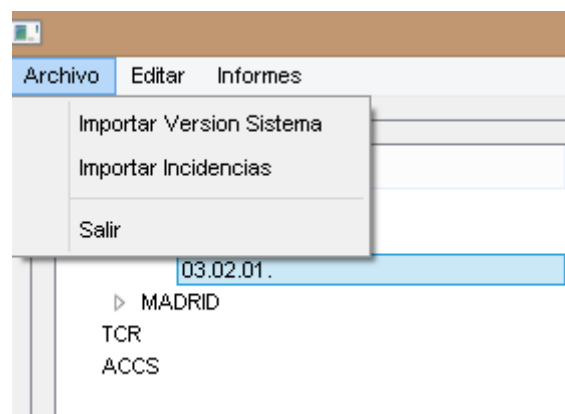 Archivo Editar Informes
Importar Version Sistema
Importar Incidencias
Salir
03.02.01.
MADRID
TCR
ACCS